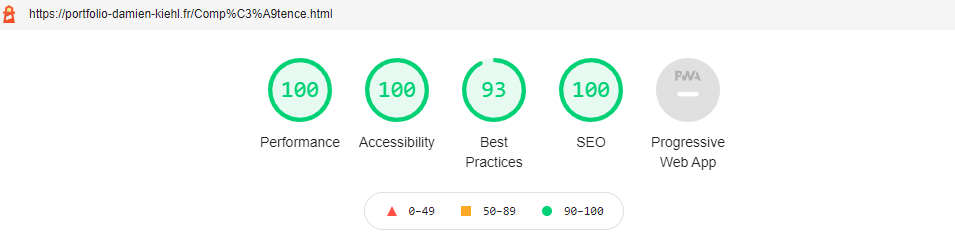 https://portfolio-damien-kiehl.fr/Comp%C3%A9tence.html
100 100 93 100 PWA
Performance Accessibility Best Practices SEO Progressive Web App
0–49 50–89 90–100